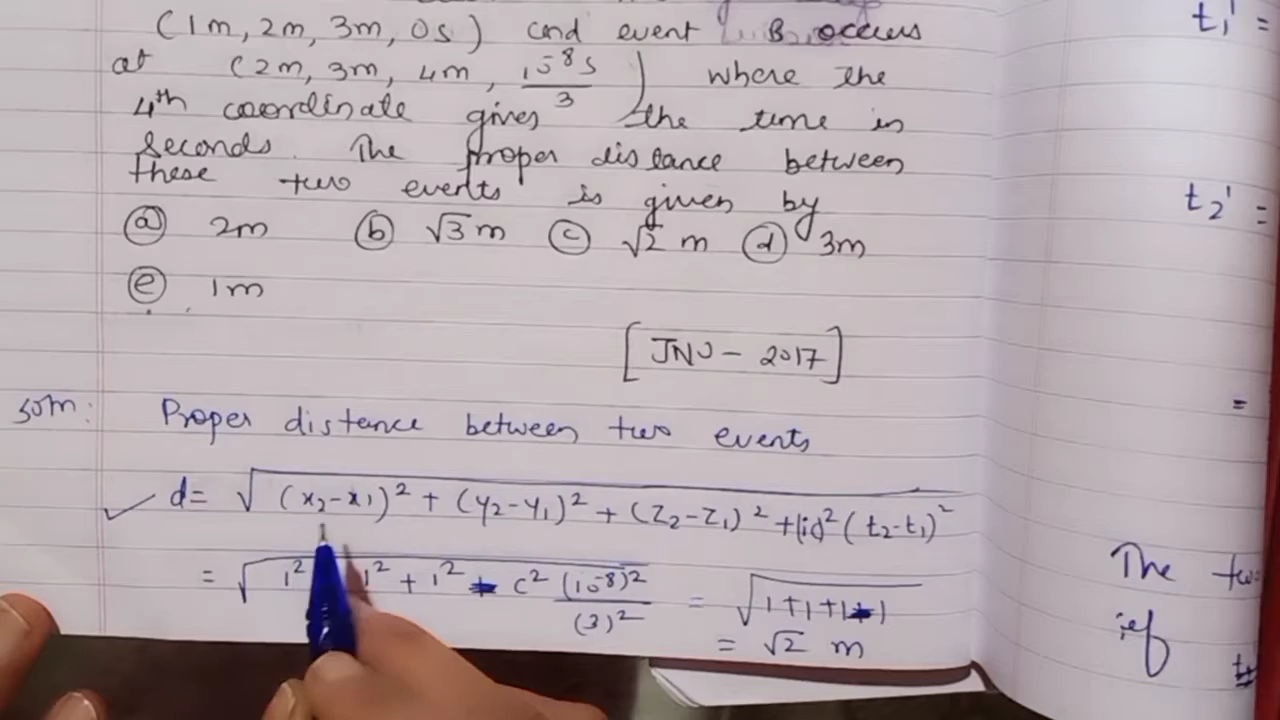 (1m, 2m, 3m, 0s) and event B occurs
at (2m, 3m, 4m, 10⁻⁸s/3) where the
4th coordinate gives the time in
seconds. The proper distance between
these two events is given by
(a) 2m (b) √3 m (c) √2 m (d) 3m
(e) 1m
[JNU - 2017]
Som: Proper distance between two events
d = √((x₂-x₁)² + (y₂-y₁)² + (z₂-z₁)² + (ic)² (t₂-t₁)²)
= √(1² 1² + 1² - c² (10⁻⁸)²/(3)²) = √(1+1+1-1)
= √2 m
t₁' =
t₂' =
=
The